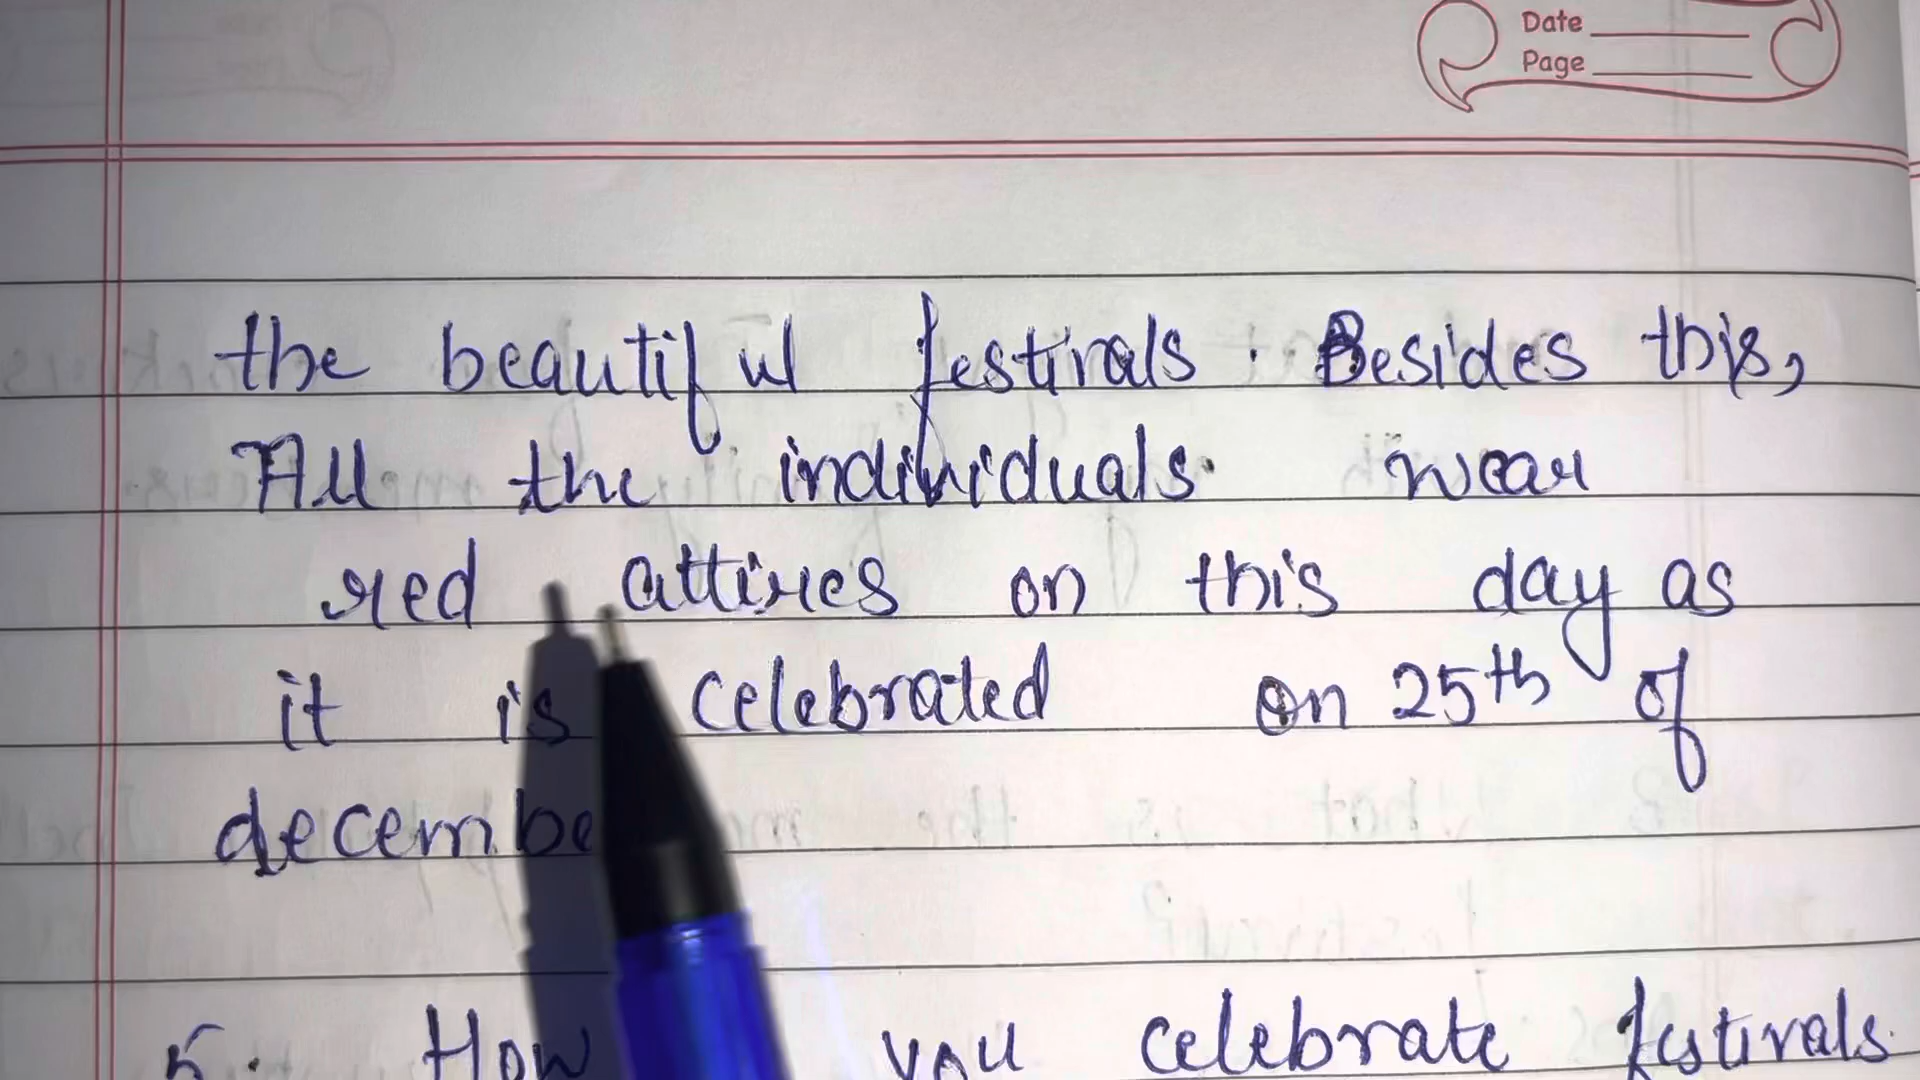 Date
Page
the beautiful festivals. Besides this,
All the individuals wear
red attires on this day as
it is celebrated on 25th of
decembe
5. How you celebrate festivals